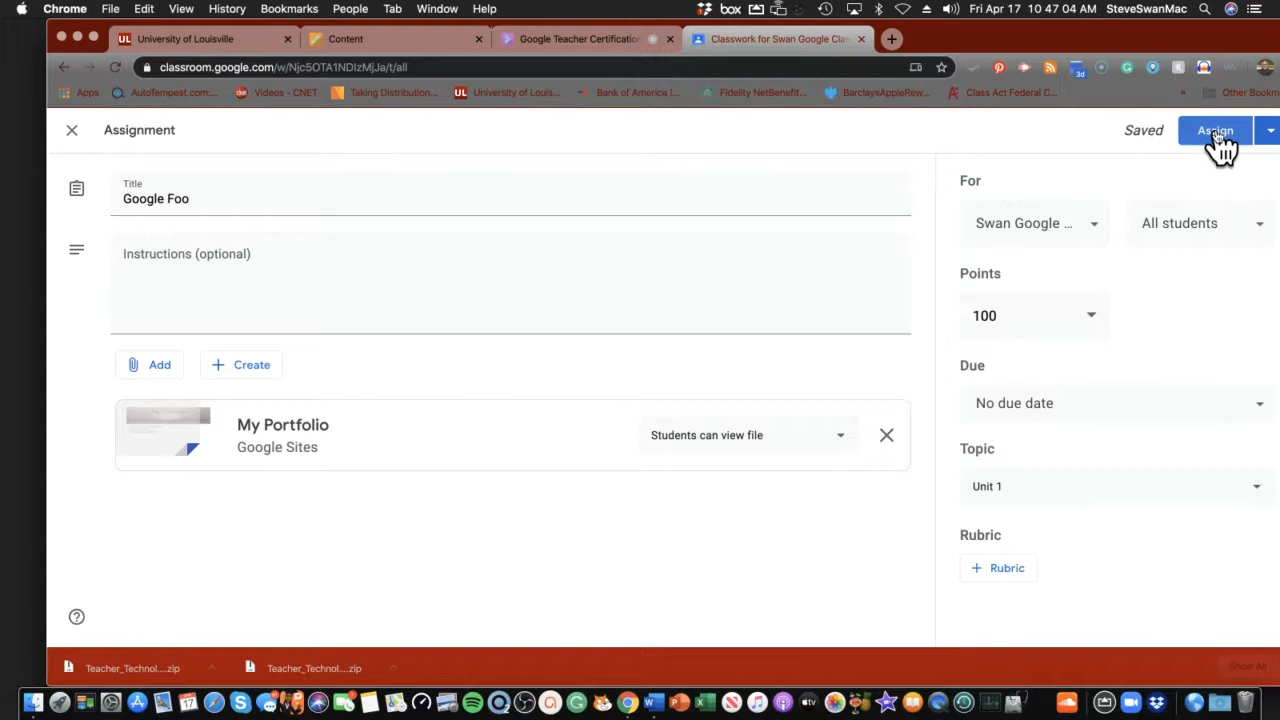 Chrome File Edit View History Bookmarks People Tab Window Help box Fri Apr 17 10:47:04 AM SteveSwanMac
University of Louisville Content Google Teacher Certification Classwork for Swan Google Clas
classroom.google.com/w/Njc5OTA1NDIzMjJa/t/all
Apps AutoTempest.com:... Videos - CNET Taking Distribution... University of Louis... Bank of America |... Fidelity NetBenefit... BarclaysAppleRew... Class Act Federal C... » Other Bookm
Assignment Saved Assign
Title
Google Foo
Instructions (optional)
Add Create
My Portfolio
Google Sites
Students can view file
For
Swan Google ... All students
Points
100
Due
No due date
Topic
Unit 1
Rubric
+ Rubric
Teacher_Technol....zip Teacher_Technol....zip Show All